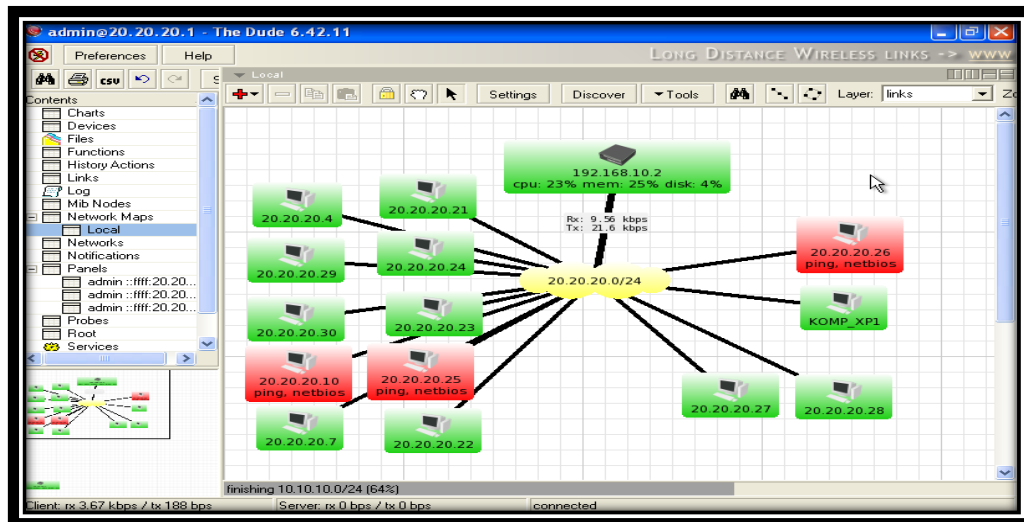 admin@20.20.20.1 - The Dude 6.42.11
Preferences Help
LONG DISTANCE WIRELESS LINKS -> WWW
CSV
Local
Settings Discover Tools Layer: links
Contents
Charts
Devices
Files
Functions
History Actions
Links
Log
Mib Nodes
Network Maps
Local
Networks
Notifications
Panels
admin ::ffff:20.20...
admin ::ffff:20.20...
Probes
Root
Services
192.168.10.2
cpu: 23% mem: 25% disk: 4%
Rx: 9.56 kbps
Tx: 21.6 kbps
20.20.20.4
20.20.20.21
20.20.20.29
20.20.20.24
20.20.20.26
ping, netbios
20.20.20.0/24
20.20.20.30
20.20.20.23
KOMP_XP1
20.20.20.10
ping, netbios
20.20.20.25
ping, netbios
20.20.20.27
20.20.20.28
20.20.20.7
20.20.20.22
finishing 10.10.10.0/24 (64%)
Client: rx 3.67 kbps / tx 188 bps
Server: rx 0 bps / tx 0 bps
connected